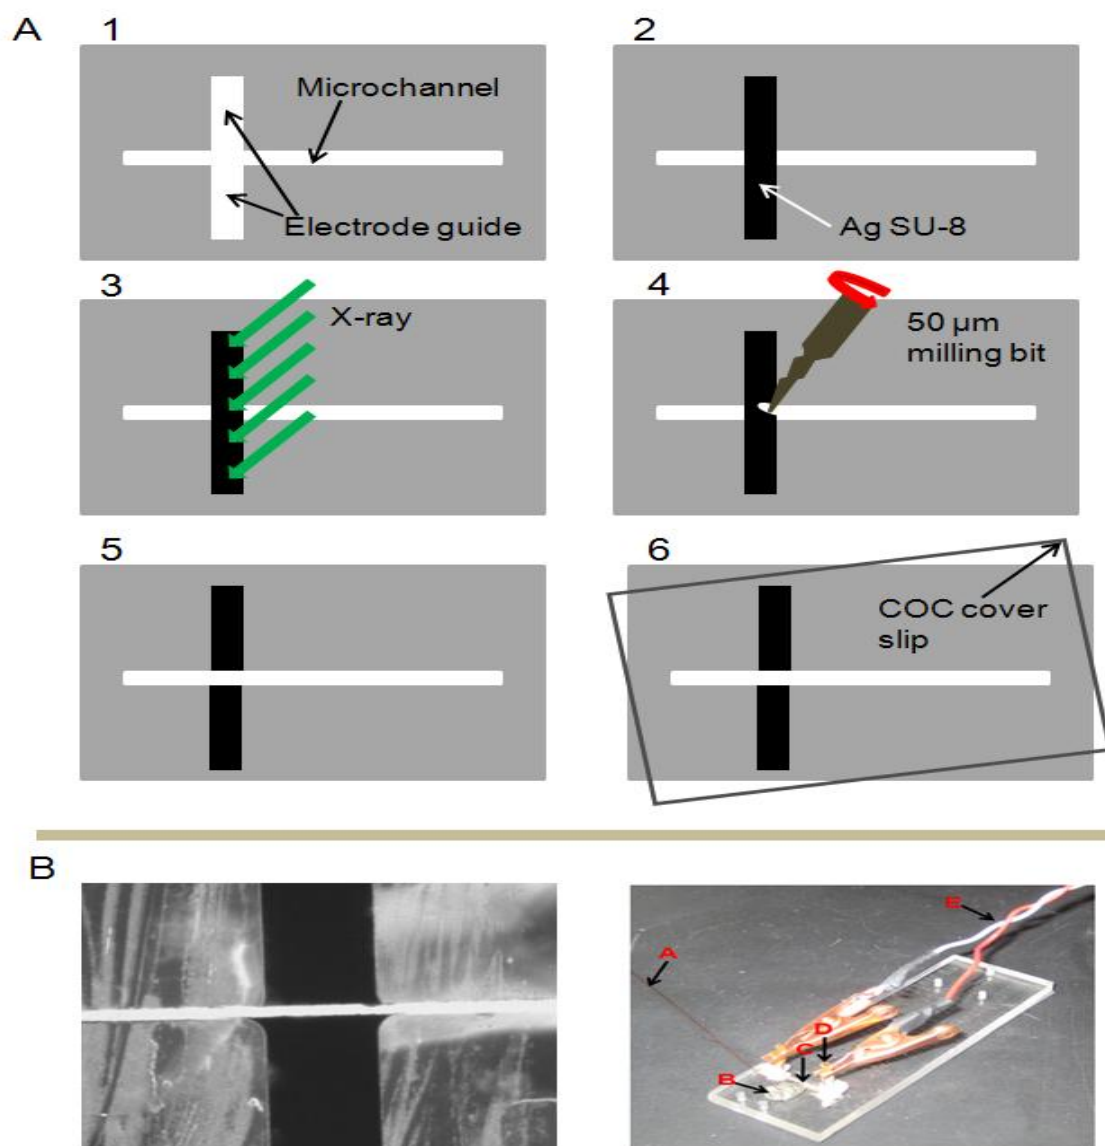 A
1
2
Microchannel
Electrode guide
Ag SU-8
3
4
X-ray
50 µm
milling bit
5
6
COC cover
slip
B
E
A
D
C
B